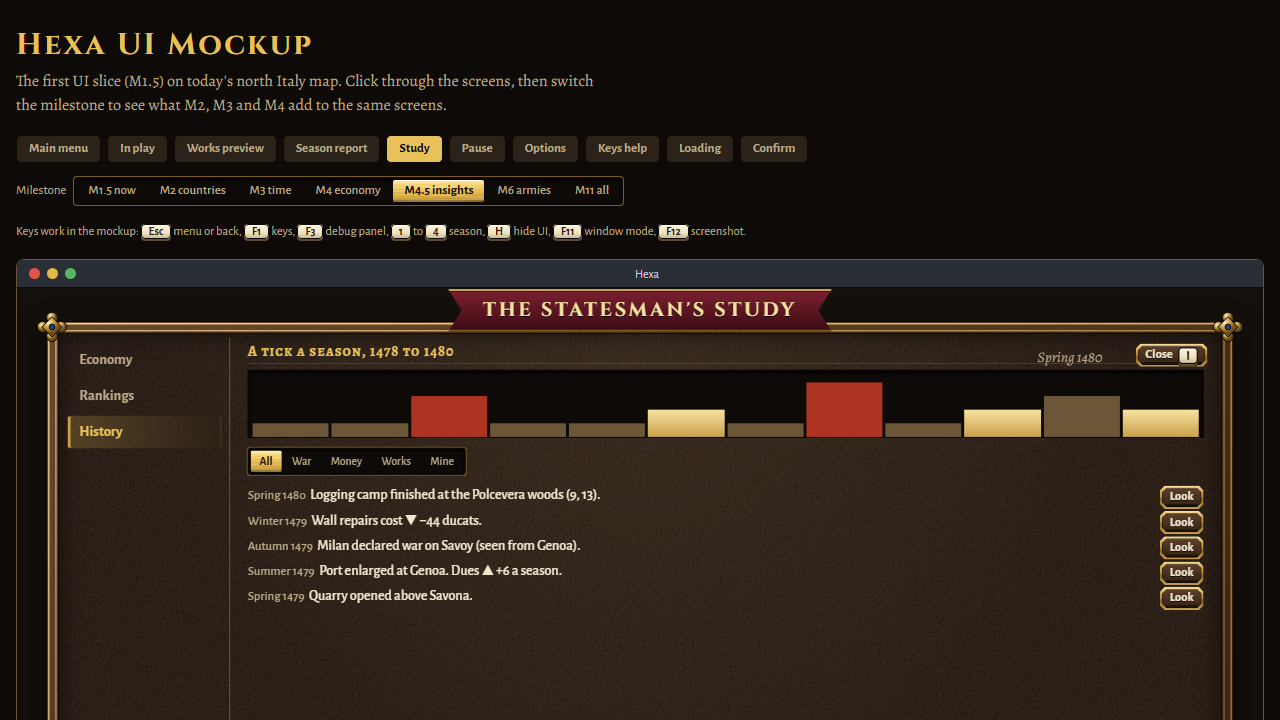 Hexa UI Mockup
The first UI slice (M1.5) on today's north Italy map. Click through the screens, then switch
the milestone to see what M2, M3 and M4 add to the same screens.
Main menu In play Works preview Season report Study Pause Options Keys help Loading Confirm
Milestone M1.5 now M2 countries M3 time M4 economy M4.5 insights M6 armies M11 all
Keys work in the mockup: Esc menu or back, F1 keys, F3 debug panel, 1 to 4 season, H hide UI, F11 window mode, F12 screenshot.
Hexa
THE STATESMAN'S STUDY
Economy
Rankings
History
A tick a season, 1478 to 1480
Spring 1480
Close I
All War Money Works Mine
Spring 1480 Logging camp finished at the Polcevera woods (9, 13). Look
Winter 1479 Wall repairs cost ▼ −44 ducats. Look
Autumn 1479 Milan declared war on Savoy (seen from Genoa). Look
Summer 1479 Port enlarged at Genoa. Dues ▲ +6 a season. Look
Spring 1479 Quarry opened above Savona. Look